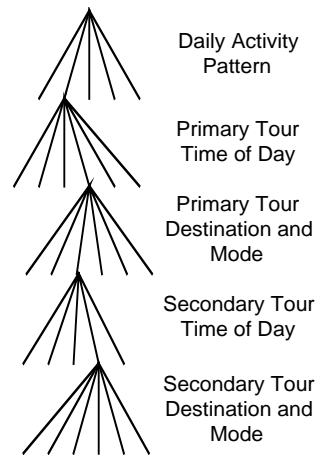 Daily Activity
Pattern
Primary Tour
Time of Day
Primary Tour
Destination and
Mode
Secondary Tour
Time of Day
Secondary Tour
Destination and
Mode